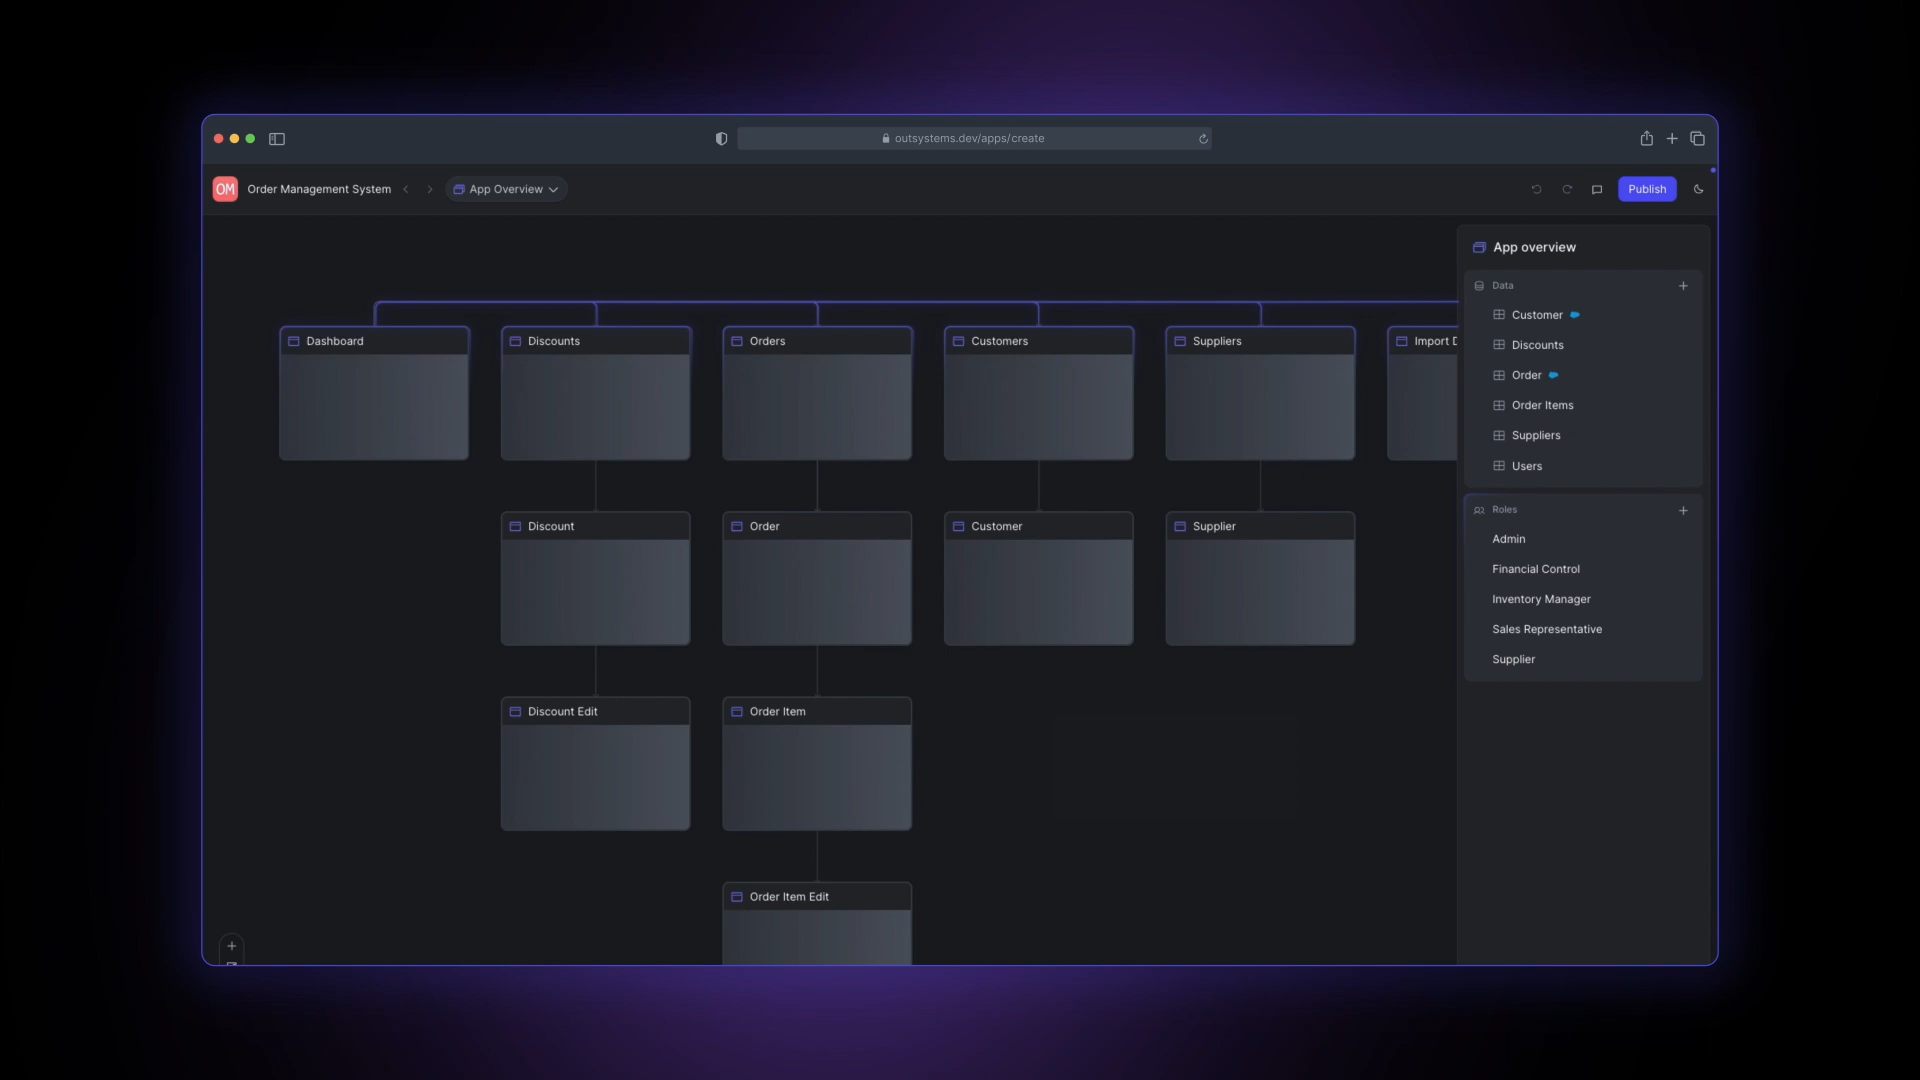 outsystems.dev/apps/create
OM Order Management System
App Overview
Publish
App overview
Data
Customer
Discounts
Order
Order Items
Suppliers
Users
Roles
Admin
Financial Control
Inventory Manager
Sales Representative
Supplier
Dashboard
Discounts
Orders
Customers
Suppliers
Import D
Discount
Order
Customer
Supplier
Discount Edit
Order Item
Order Item Edit